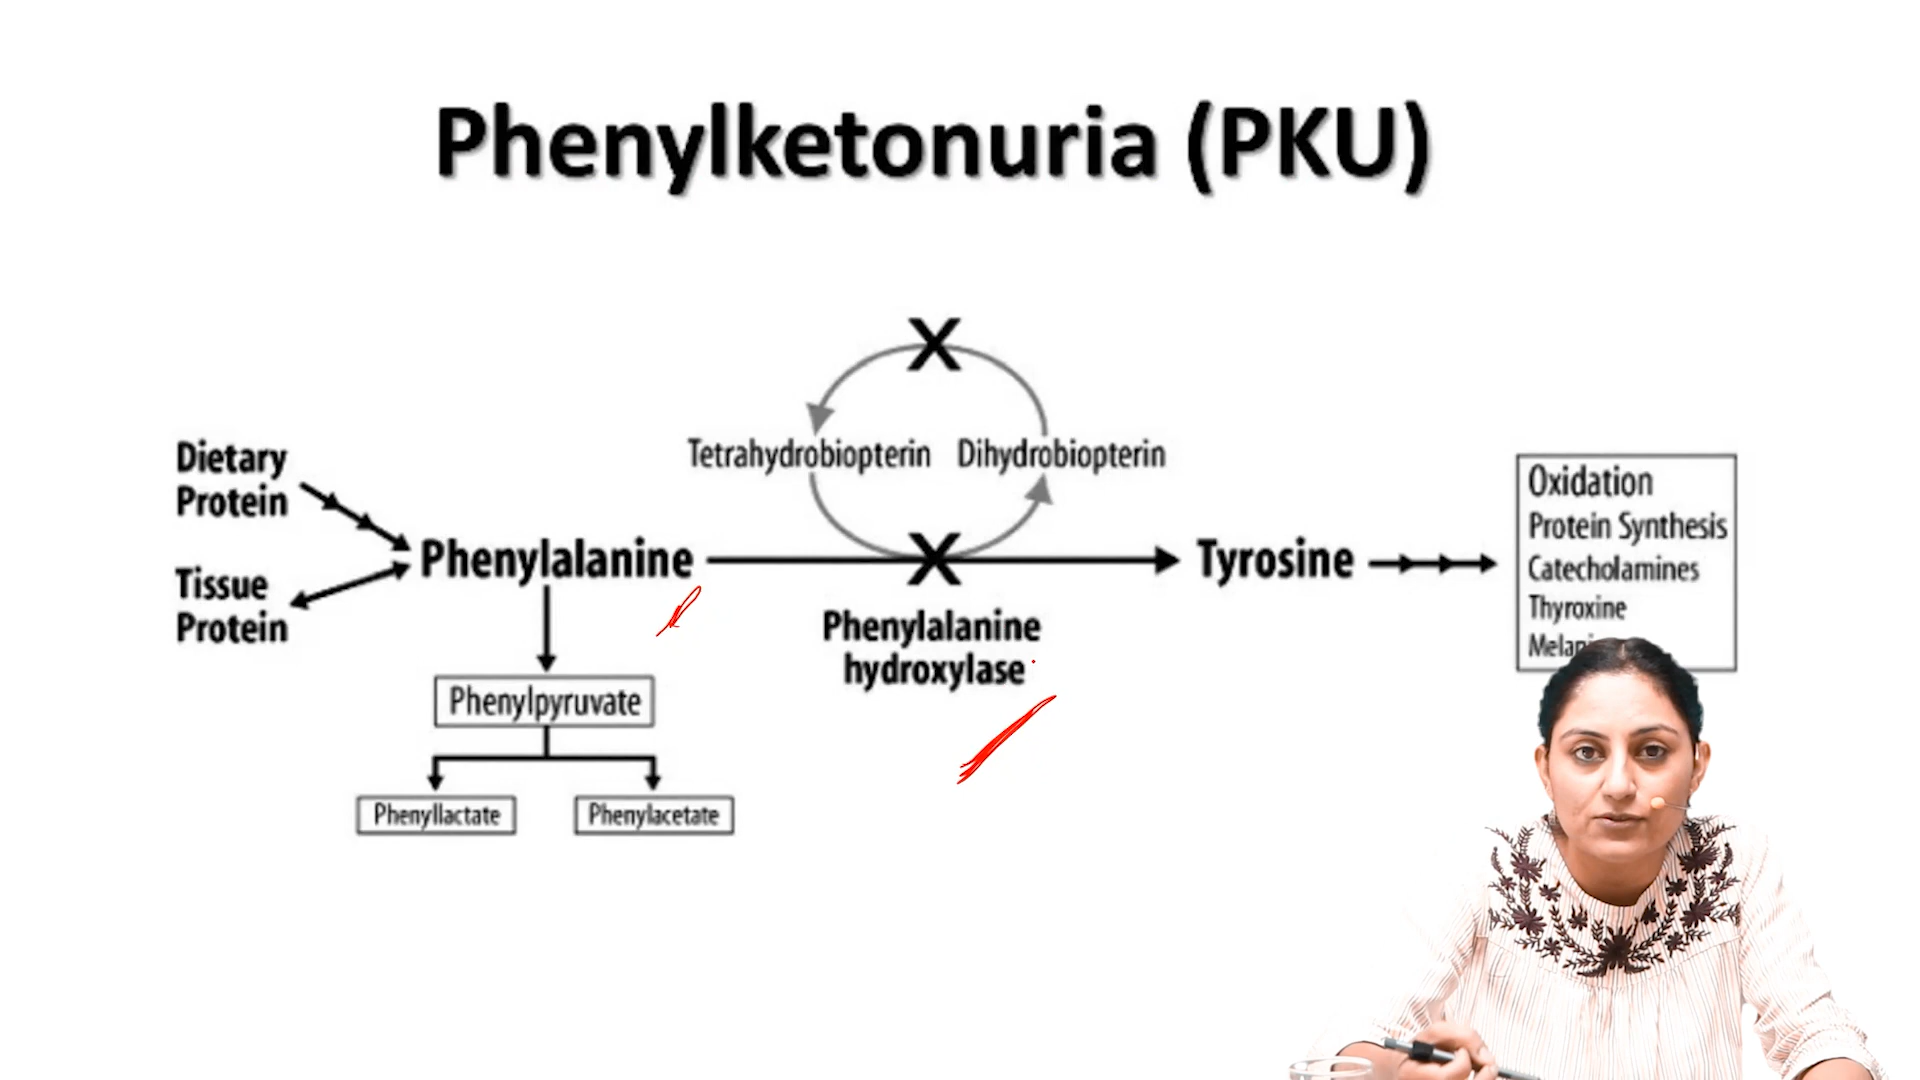 Phenylketonuria (PKU)
Tetrahydrobiopterin Dihydrobiopterin
Dietary
Protein
Tissue
Protein
Phenylalanine
Phenylalanine
hydroxylase
Tyrosine
Oxidation
Protein Synthesis
Catecholamines
Thyroxine
Phenylpyruvate
Phenyllactate
Phenylacetate
X
X